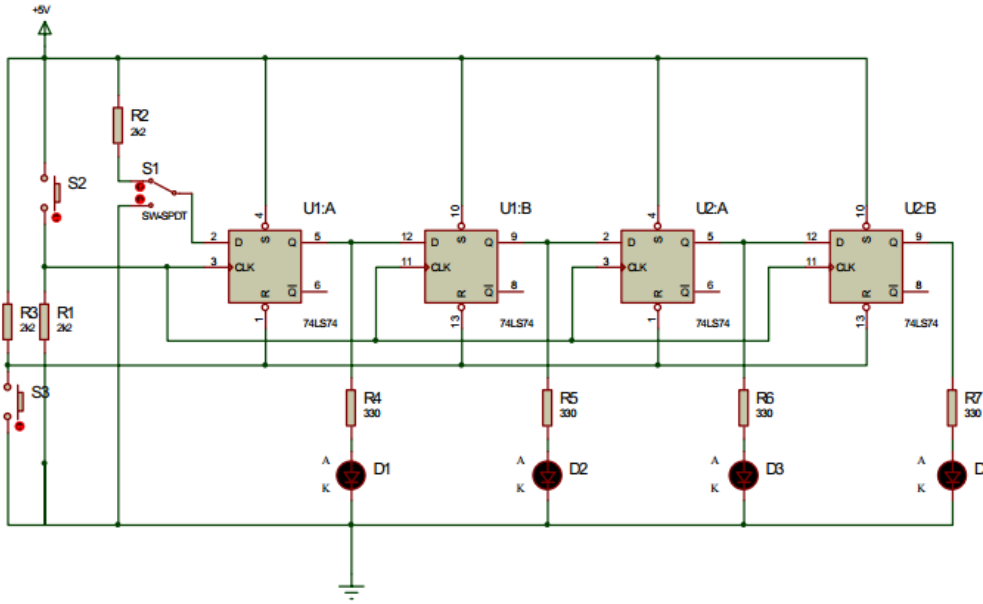 +5V
R2
2k2
S1
SW-SPDT
S2
R3
2k2
R1
2k2
S3
U1:A
4
2
D
S
Q
5
3
CLK
R
Q
6
1
74LS74
U1:B
10
12
D
S
Q
9
11
CLK
R
Q
8
13
74LS74
U2:A
4
2
D
S
Q
5
3
CLK
R
Q
6
1
74LS74
U2:B
10
12
D
S
Q
9
11
CLK
R
Q
8
13
74LS74
R4
330
R5
330
R6
330
R7
330
A
K
D1
A
K
D2
A
K
D3
A
K
D